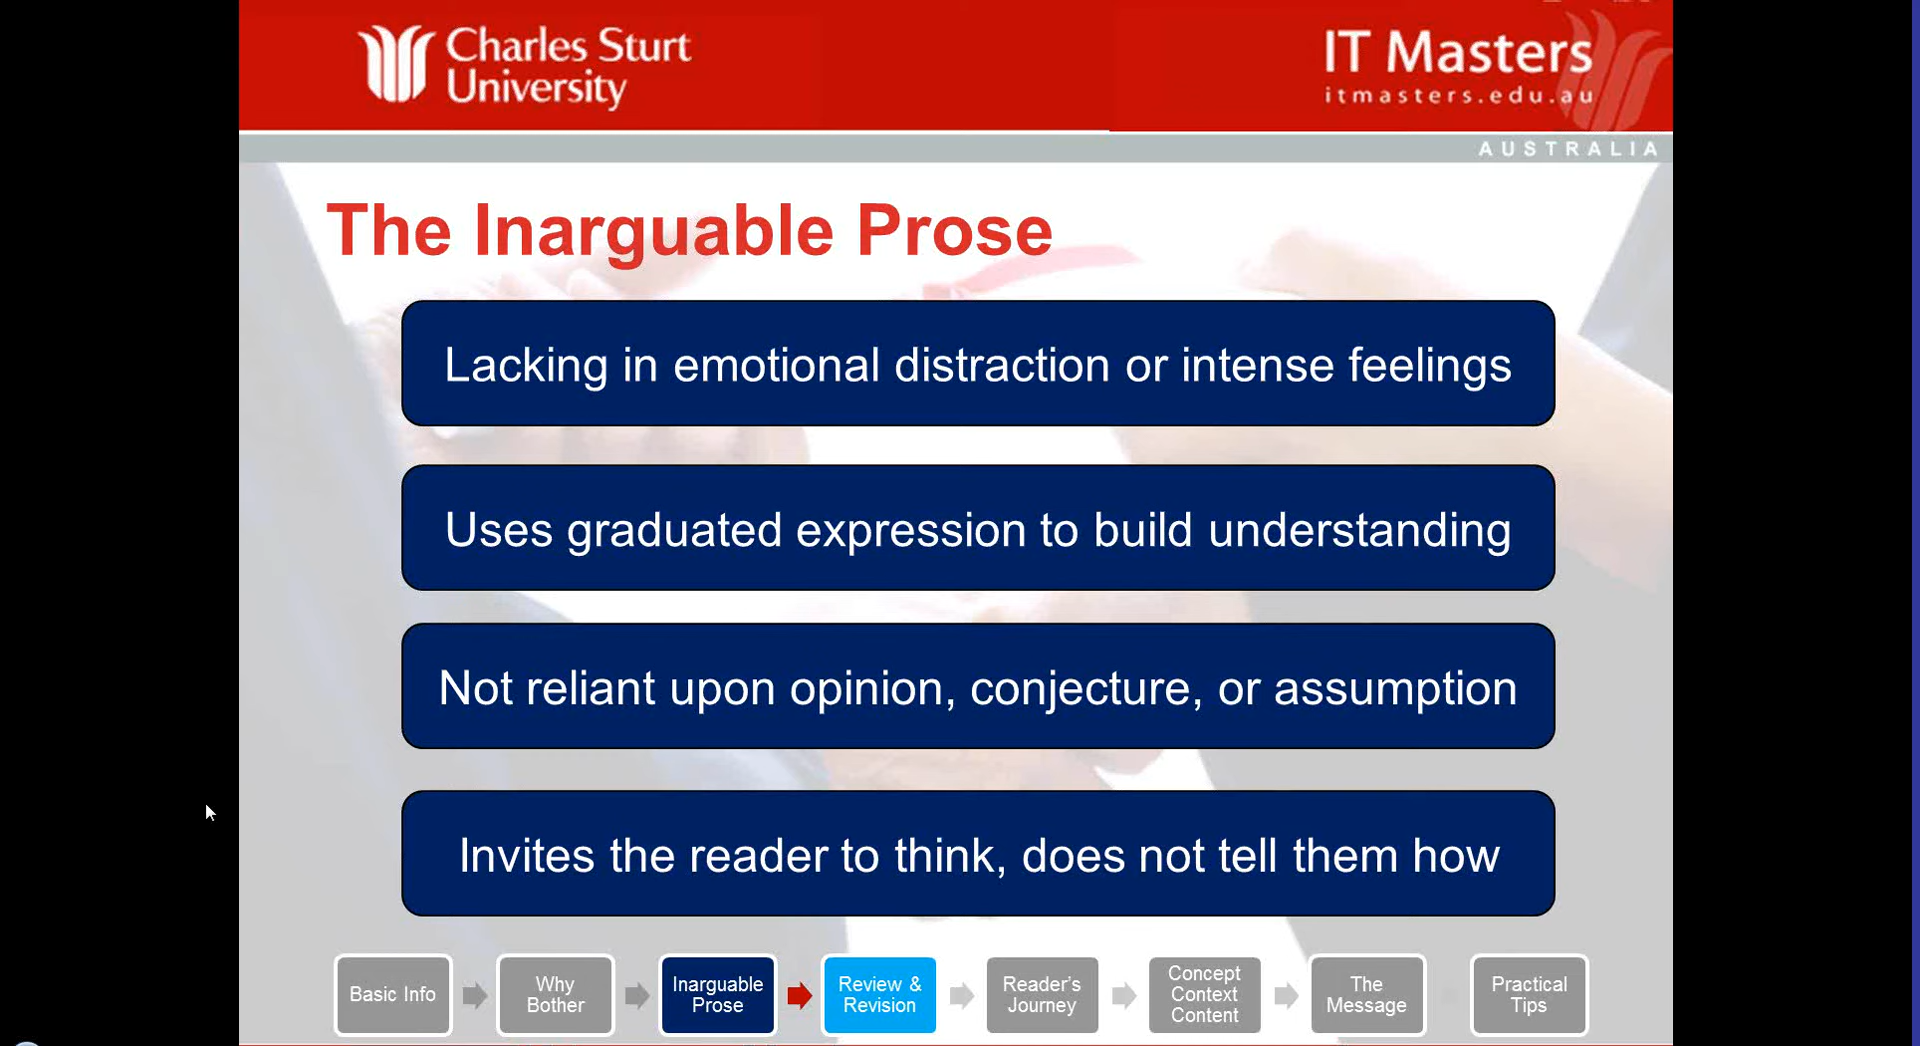 Charles Sturt
University
IT Masters
itmasters.edu.au
AUSTRALIA
The Inarguable Prose
Lacking in emotional distraction or intense feelings
Uses graduated expression to build understanding
Not reliant upon opinion, conjecture, or assumption
Invites the reader to think, does not tell them how
Basic Info
Why
Bother
Inarguable
Prose
Review &
Revision
Reader's
Journey
Concept
Context
Content
The
Message
Practical
Tips